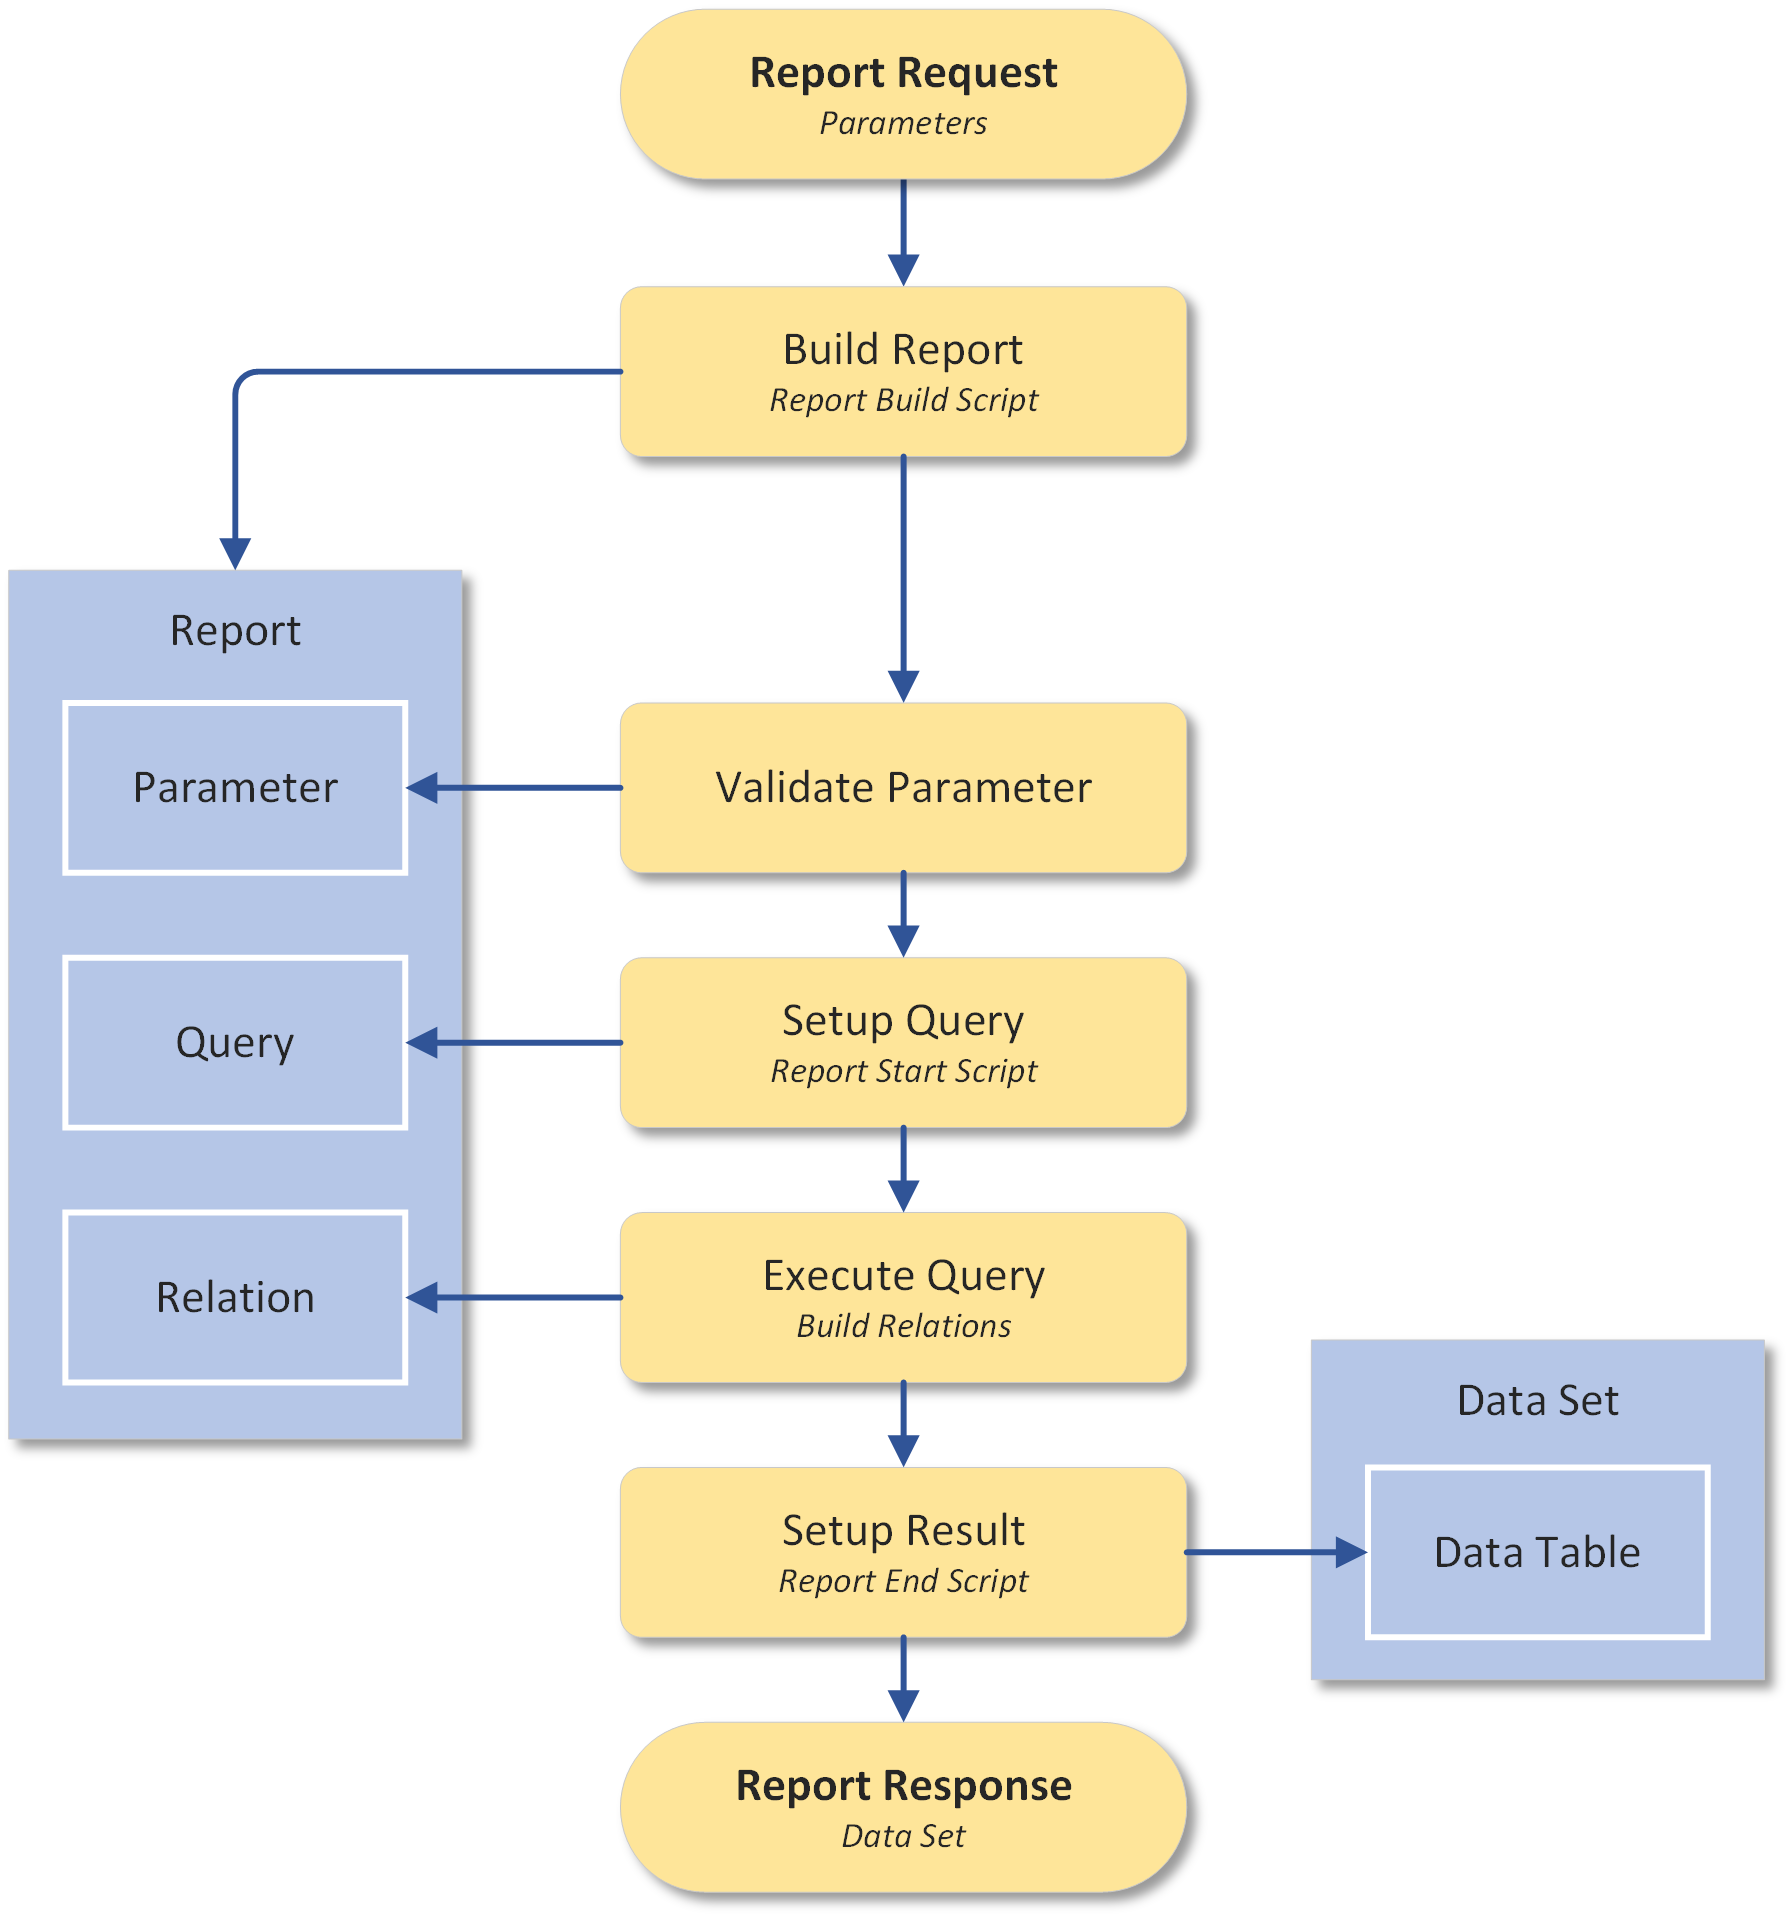 Report Request
Parameters
Build Report
Report Build Script
Report
Parameter
Validate Parameter
Query
Setup Query
Report Start Script
Relation
Execute Query
Build Relations
Data Set
Setup Result
Report End Script
Data Table
Report Response
Data Set